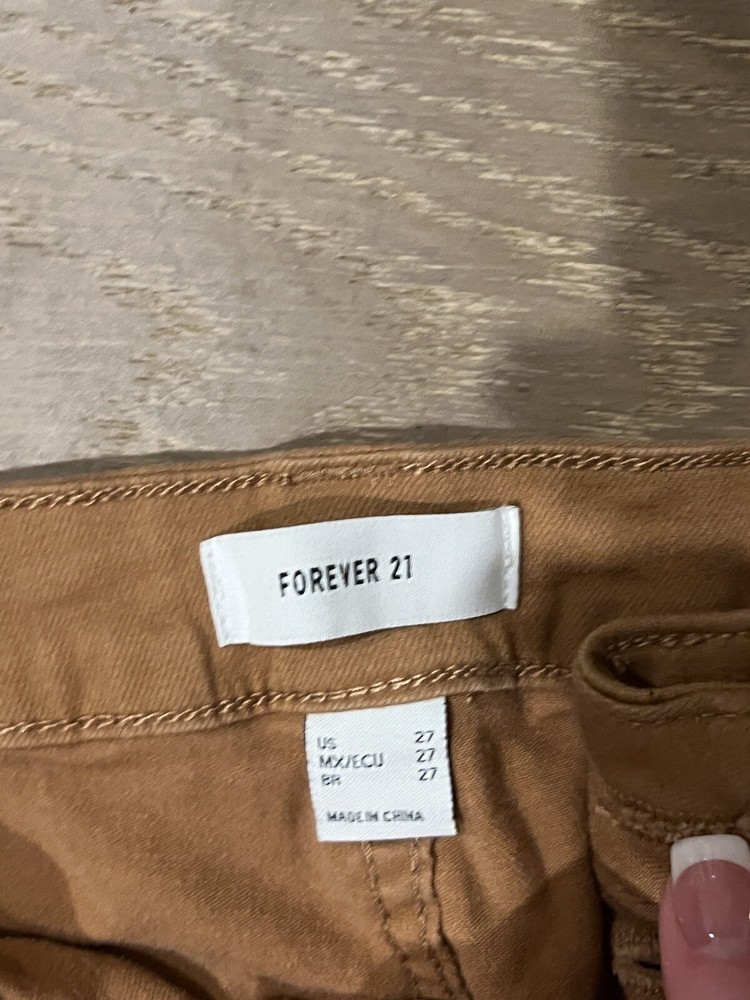 FOREVER 21
US 27
MX/ECU 27
BR 27
MADE IN CHINA